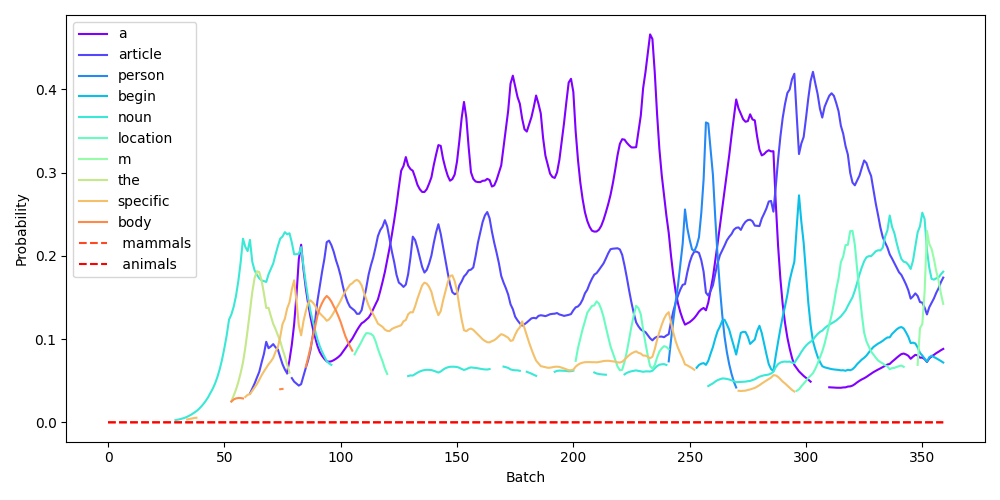 a
article
person
begin
noun
location
m
the
specific
body
mammals
animals
Probability
0.4
0.3
0.2
0.1
0.0
0 50 100 150 200 250 300 350
Batch